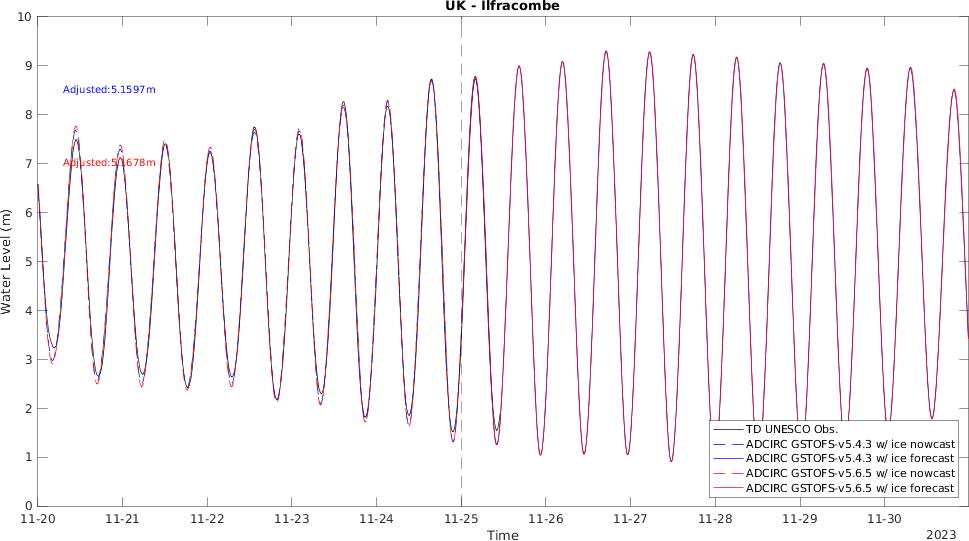 UK - Ilfracombe
10
9
8
7
6
5
4
3
2
1
0
Water Level (m)
Adjusted:5.1597m
Adjusted:5.1678m
TD UNESCO Obs.
ADCIRC GSTOFS-v5.4.3 w/ ice nowcast
ADCIRC GSTOFS-v5.4.3 w/ ice forecast
ADCIRC GSTOFS-v5.6.5 w/ ice nowcast
ADCIRC GSTOFS-v5.6.5 w/ ice forecast
11-20 11-21 11-22 11-23 11-24 11-25 11-26 11-27 11-28 11-29 11-30
Time
2023